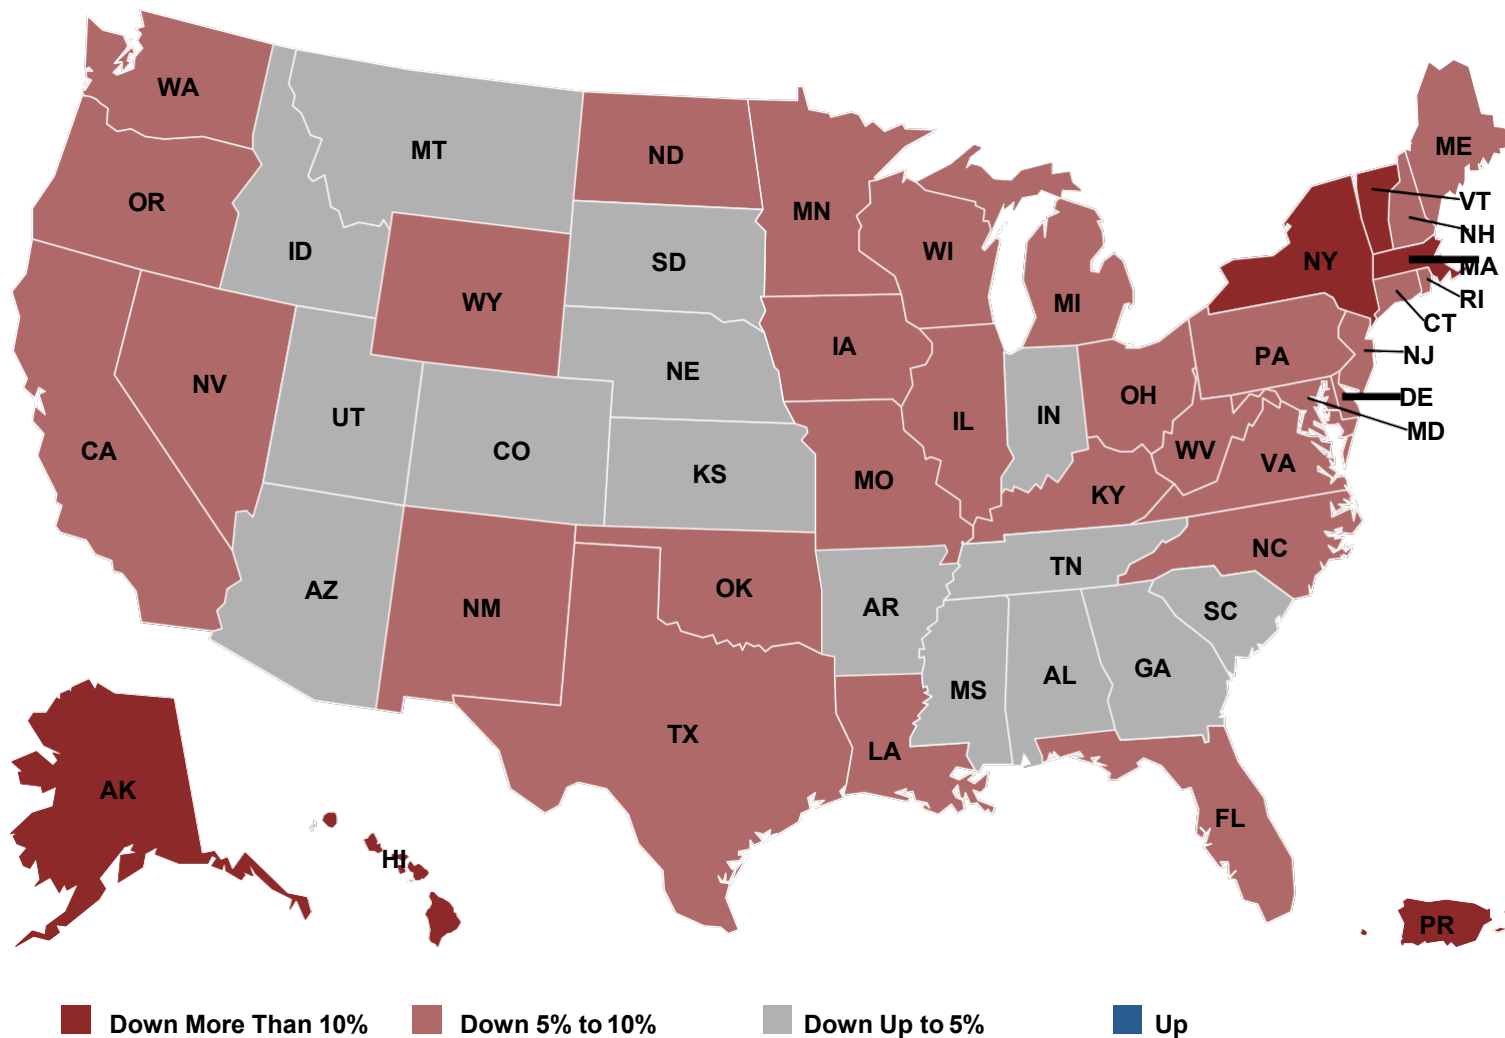 WA
MT
ND
ME
OR
MN
VT
NH
ID
SD
WI
NY
MA
WY
MI
RI
CT
IA
NJ
NE
PA
NV
OH
DE
UT
IN
IL
MD
CA
CO
KS
WV
VA
MO
KY
NC
TN
AZ
OK
NM
AR
SC
GA
AL
MS
TX
LA
AK
FL
HI
PR
Down More Than 10%
Down 5% to 10%
Down Up to 5%
Up